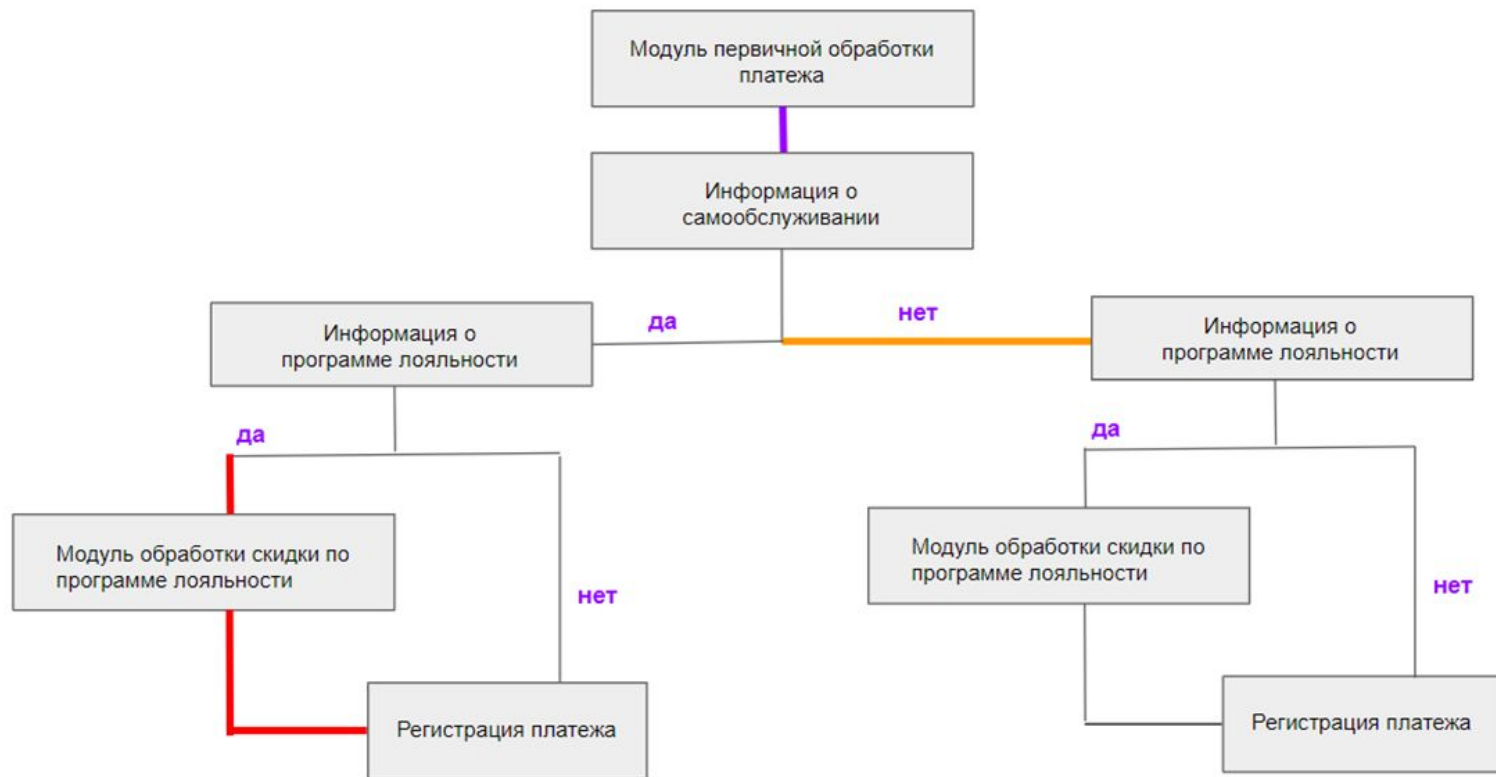 Модуль первичной обработки
платежа
Информация о
самообслуживании
да
нет
Информация о
программе лояльности
Информация о
программе лояльности
да
да
Модуль обработки скидки по
программе лояльности
Модуль обработки скидки по
программе лояльности
нет
нет
Регистрация платежа
Регистрация платежа